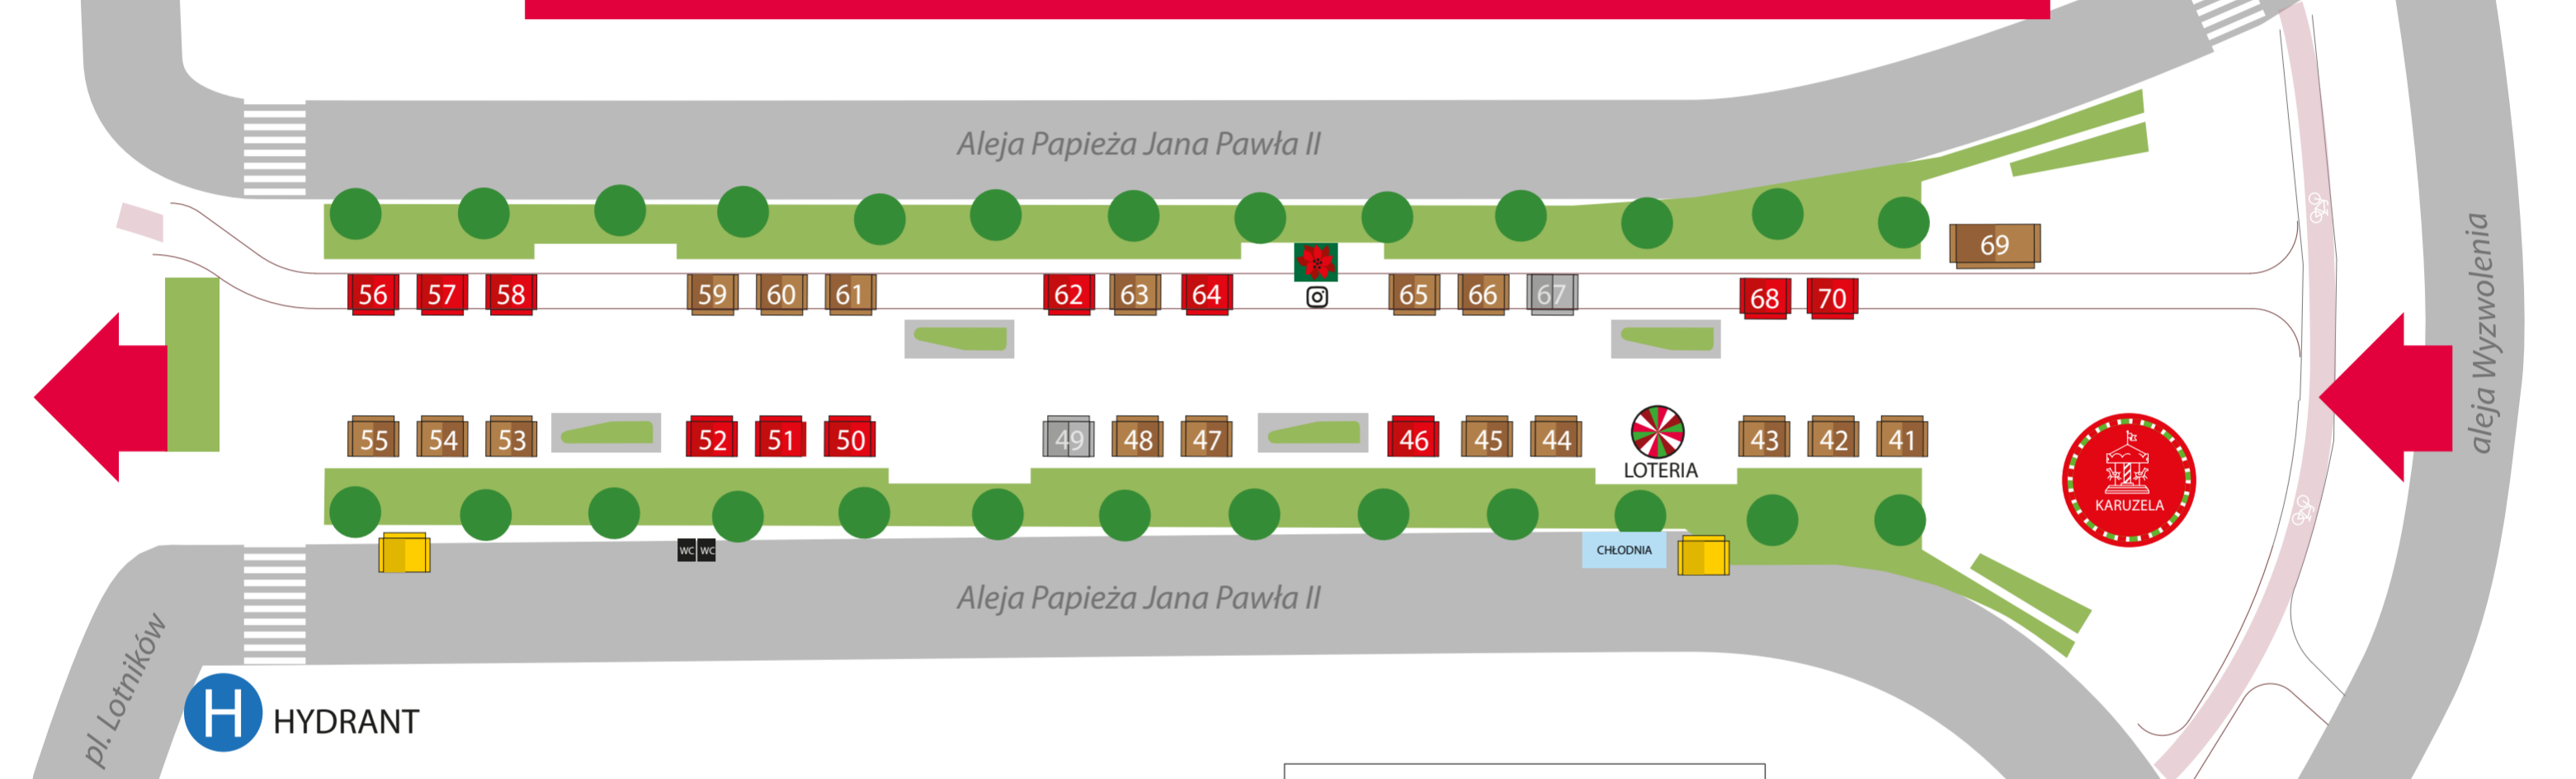 Aleja Papieża Jana Pawła II
69
56 57 58 59 60 61 62 63 64 65 66 67 68 70
aleja Wyzwolenia
55 54 53 52 51 50 49 48 47 46 45 44 43 42 41
LOTERIA
KARUZELA
WC WC
CHŁODNIA
Aleja Papieża Jana Pawła II
pl. Lotników
H HYDRANT